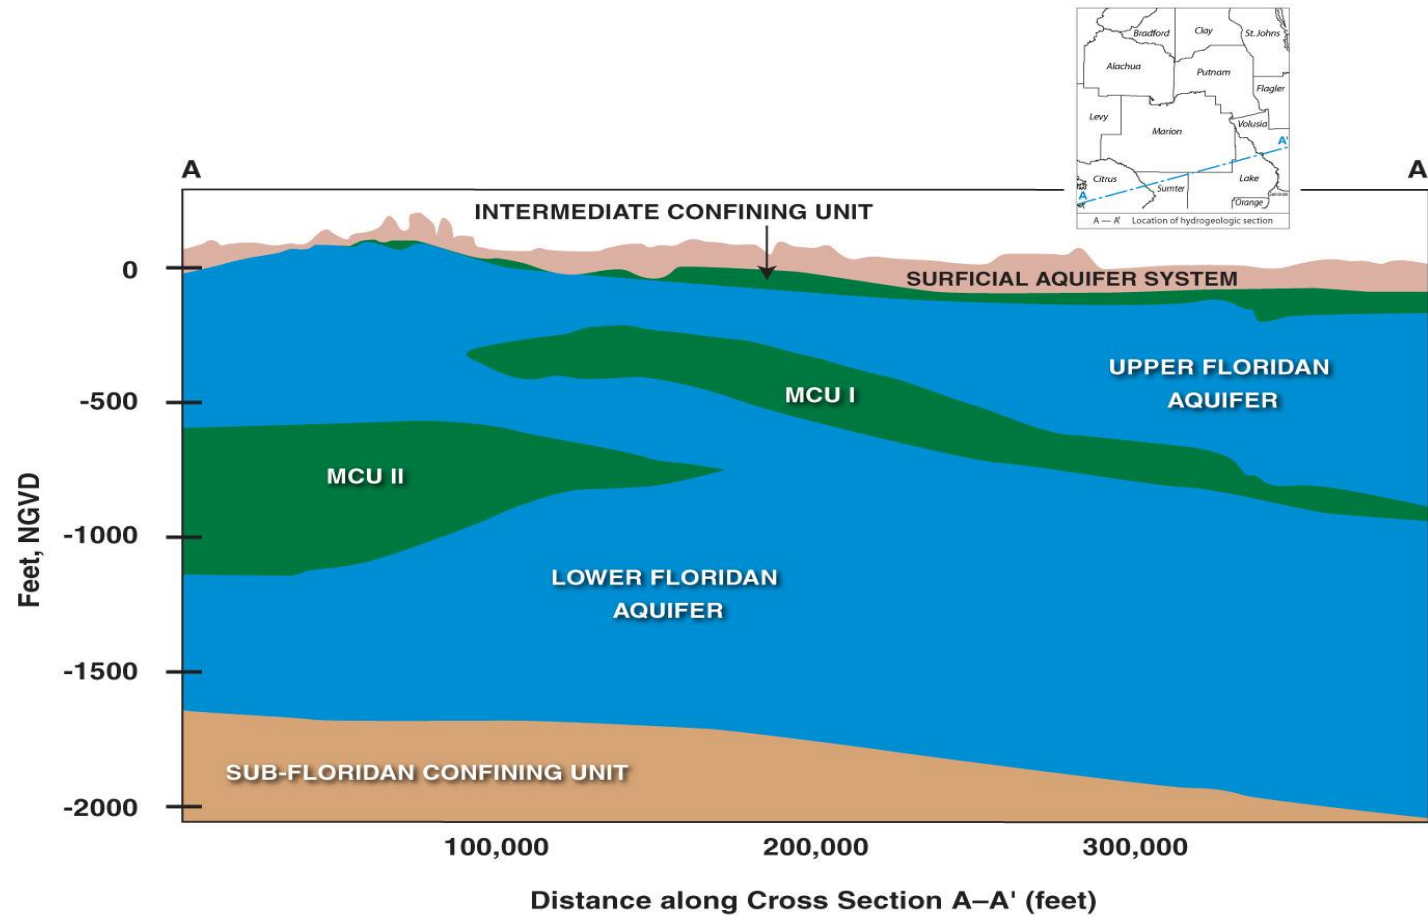 Bradford
Clay
St. Johns
Alachua
Putnam
Flagler
Levy
Marion
Volusia
A'
Citrus
Sumter
Lake
A
Orange
A — A' Location of hydrogeologic section
A
A
INTERMEDIATE CONFINING UNIT
0
SURFICIAL AQUIFER SYSTEM
UPPER FLORIDAN
AQUIFER
MCU I
-500
MCU II
Feet, NGVD
-1000
LOWER FLORIDAN
AQUIFER
-1500
SUB-FLORIDAN CONFINING UNIT
-2000
100,000
200,000
300,000
Distance along Cross Section A–A' (feet)